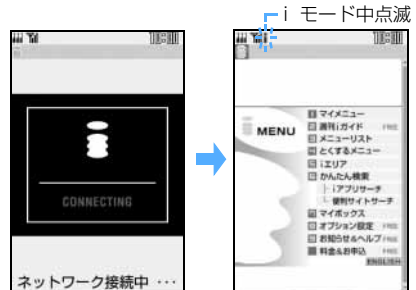 i モード中点滅
CONNECTING
ネットワーク接続中 ・・・
MENU
マイメニュー
週刊iガイド FREE
メニューリスト
とくするメニュー
iエリア
かんたん検索
iアプリサーチ
便利サイトサーチ
マイボックス
オプション設定 FREE
お知らせ&ヘルプ FREE
料金&お申込 FREE
ENGLISH